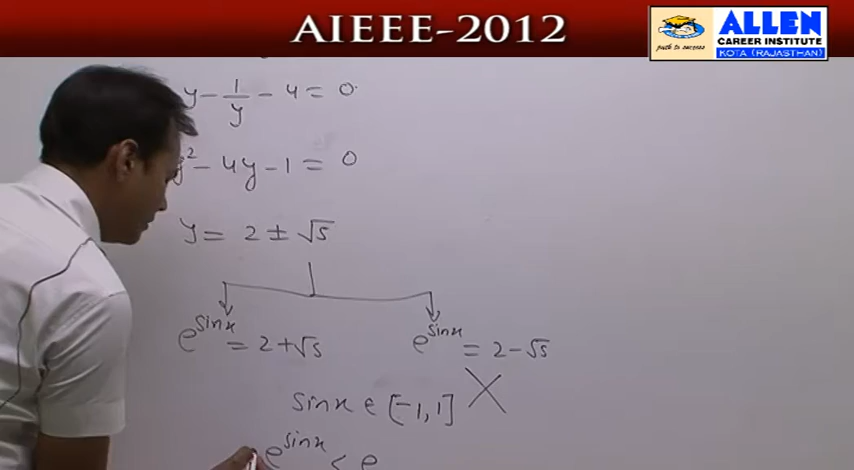 AIEEE-2012
ALLEN
CAREER INSTITUTE
KOTA (RAJASTHAN)
path to success
y - 1/y - 4 = 0
y² - 4y - 1 = 0
y = 2 ± √5
e^sinx = 2 + √5
e^sinx = 2 - √5
sinx ∈ [-1, 1]
e^sinx < e